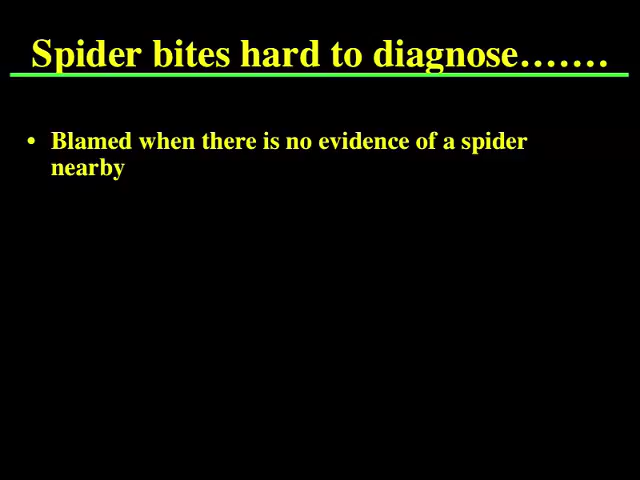 Spider bites hard to diagnose…….
• Blamed when there is no evidence of a spider
nearby